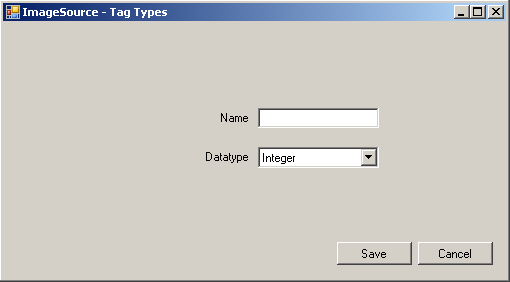 ImageSource - Tag Types
Name
Datatype Integer
Save Cancel